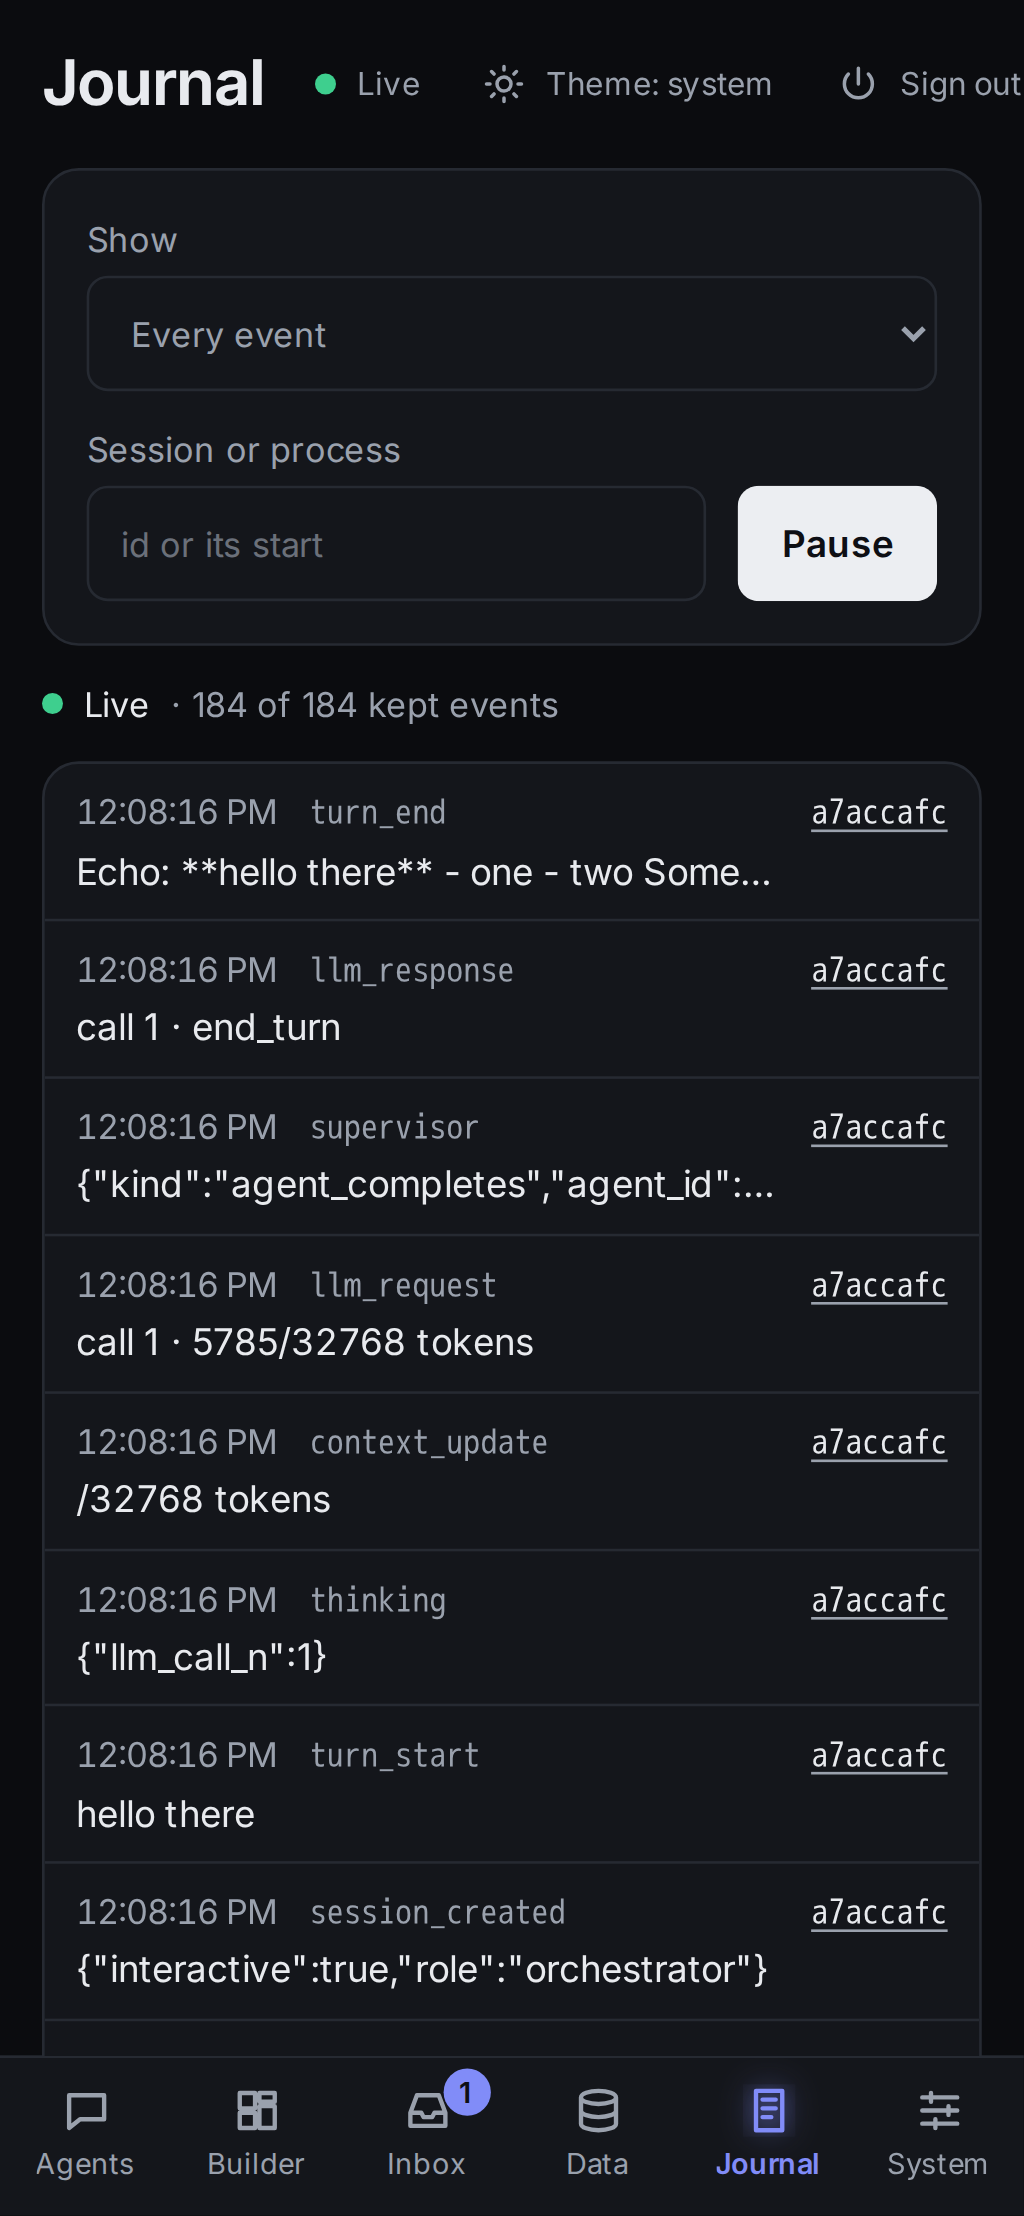 Journal Live Theme: system Sign out
Show
Every event
Session or process
id or its start Pause
Live · 184 of 184 kept events
12:08:16 PM turn_end a7accafc
Echo: **hello there** - one - two Some...
12:08:16 PM llm_response a7accafc
call 1 · end_turn
12:08:16 PM supervisor a7accafc
{"kind":"agent_completes","agent_id":...
12:08:16 PM llm_request a7accafc
call 1 · 5785/32768 tokens
12:08:16 PM context_update a7accafc
/32768 tokens
12:08:16 PM thinking a7accafc
{"llm_call_n":1}
12:08:16 PM turn_start a7accafc
hello there
12:08:16 PM session_created a7accafc
{"interactive":true,"role":"orchestrator"}
1
Agents Builder Inbox Data Journal System